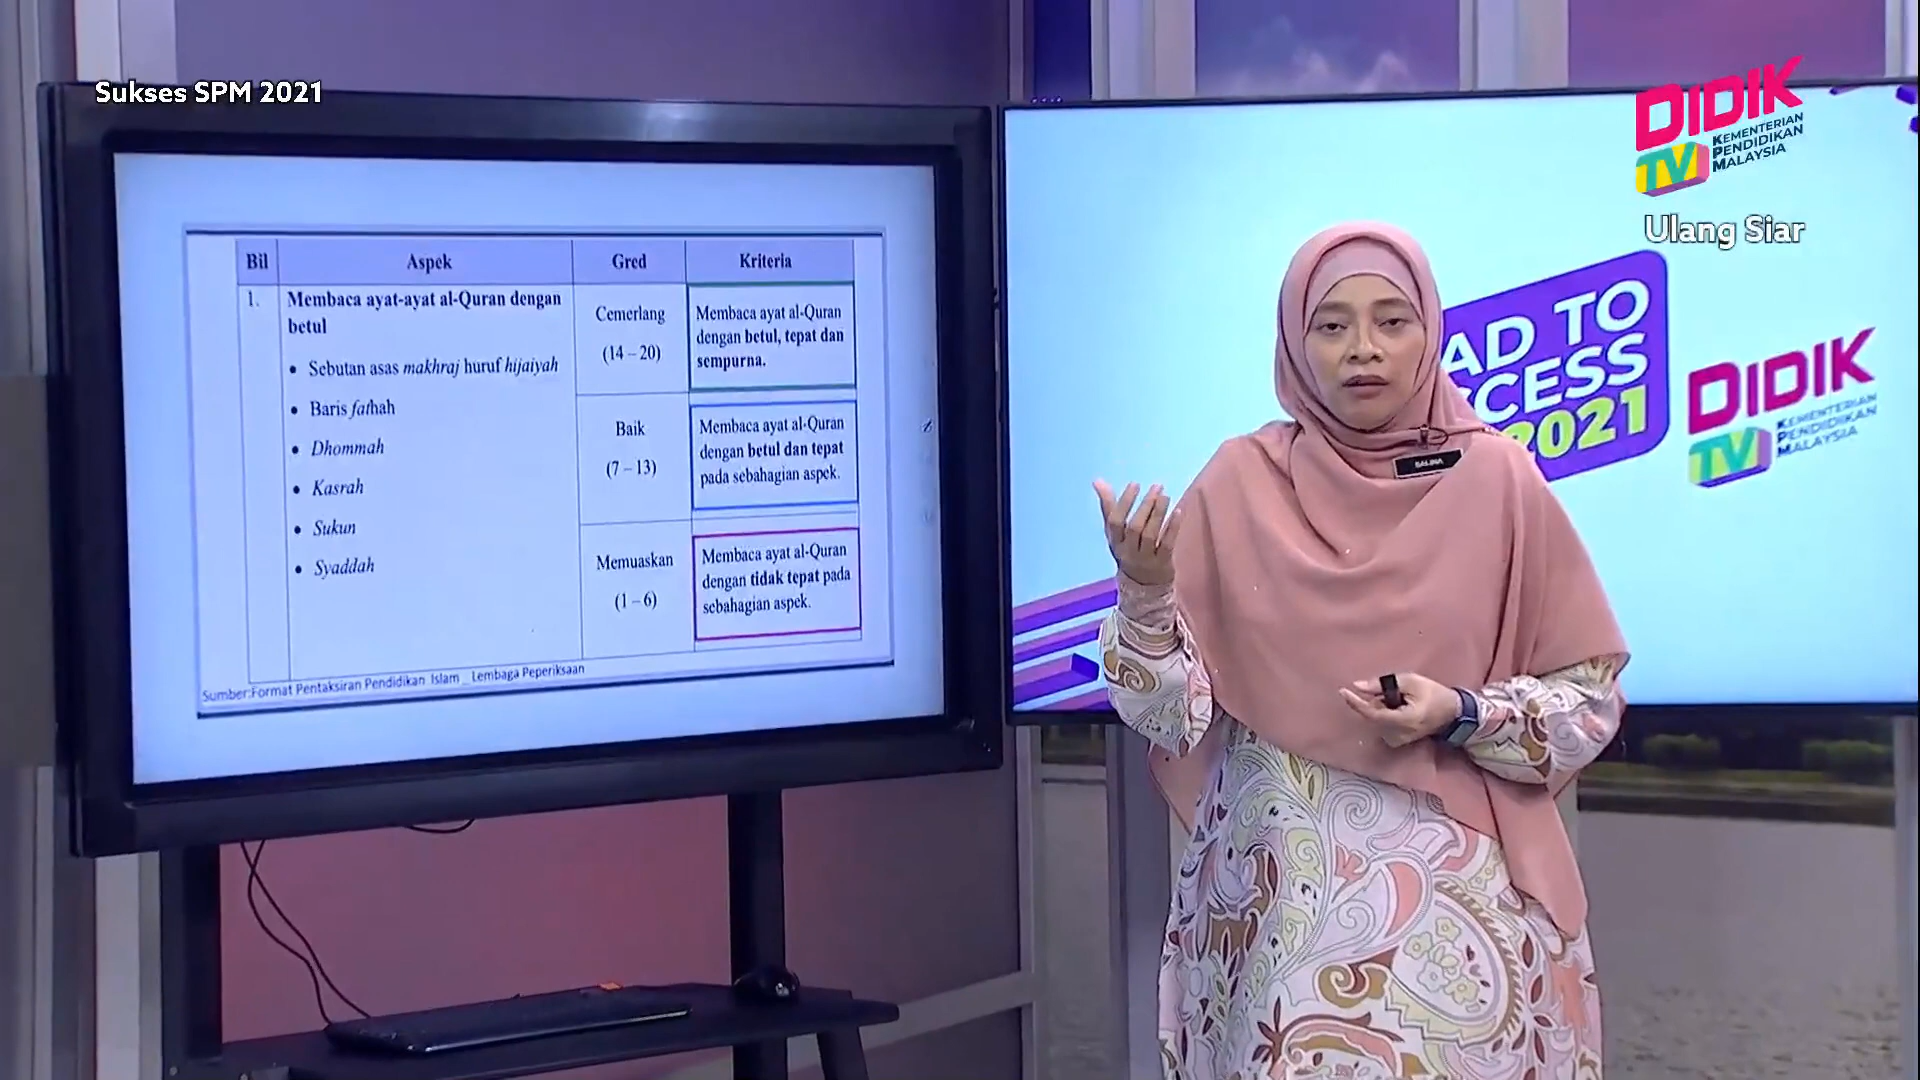 Sukses SPM 2021
DIDIK
TV
KEMENTERIAN
PENDIDIKAN
MALAYSIA
Ulang Siar
Bil Aspek Gred Kriteria
1. Membaca ayat-ayat al-Quran dengan
betul
• Sebutan asas makhraj huruf hijaiyah
• Baris fathah
• Dhommah
• Kasrah
• Sukun
• Syaddah
Cemerlang
(14 – 20)
Membaca ayat al-Quran
dengan betul, tepat dan
sempurna.
Baik
(7 – 13)
Membaca ayat al-Quran
dengan betul dan tepat
pada sebahagian aspek.
Memuaskan
(1 – 6)
Membaca ayat al-Quran
dengan tidak tepat pada
sebahagian aspek.
Sumber:Format Pentaksiran Pendidikan Islam _ Lembaga Peperiksaan
AD TO
CCESS
2021
DIDIK
TV
KEMENTERIAN
PENDIDIKAN
MALAYSIA